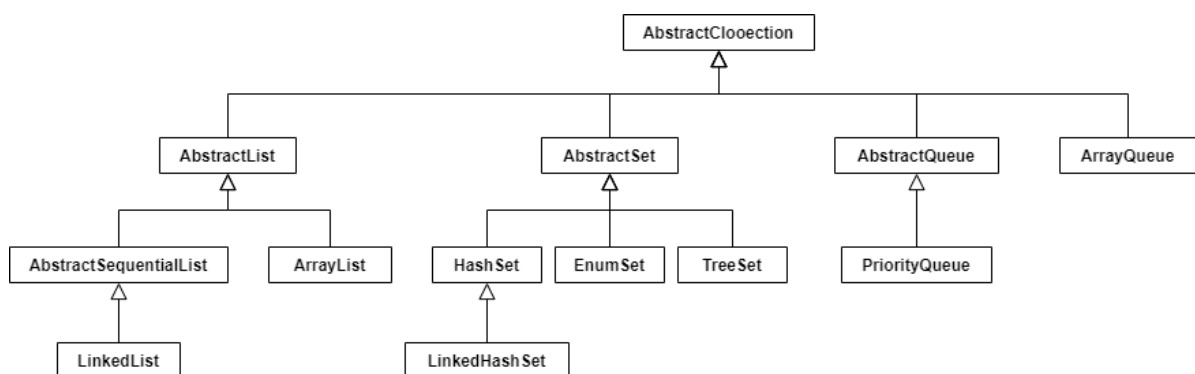 AbstractClooection
AbstractList
AbstractSet
AbstractQueue
ArrayQueue
AbstractSequentialList
ArrayList
HashSet
EnumSet
TreeSet
PriorityQueue
LinkedList
LinkedHashSet